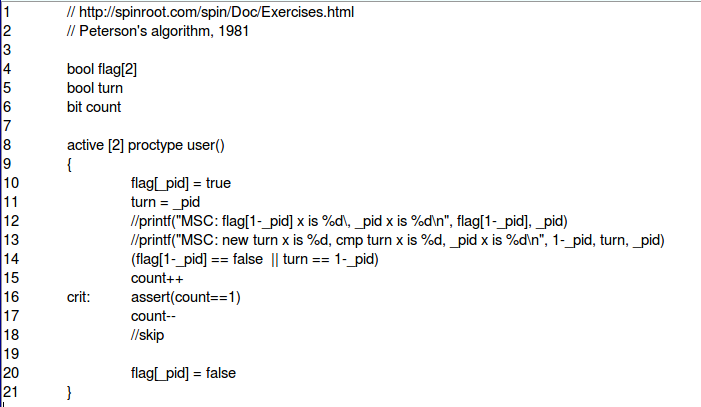 1 // http://spinroot.com/spin/Doc/Exercises.html
2 // Peterson's algorithm, 1981
3
4 bool flag[2]
5 bool turn
6 bit count
7
8 active [2] proctype user()
9 {
10 flag[_pid] = true
11 turn = _pid
12 //printf("MSC: flag[1-_pid] x is %d\, _pid x is %d\n", flag[1-_pid], _pid)
13 //printf("MSC: new turn x is %d, cmp turn x is %d, _pid x is %d\n", 1-_pid, turn, _pid)
14 (flag[1-_pid] == false || turn == 1-_pid)
15 count++
16 crit: assert(count==1)
17 count--
18 //skip
19
20 flag[_pid] = false
21 }